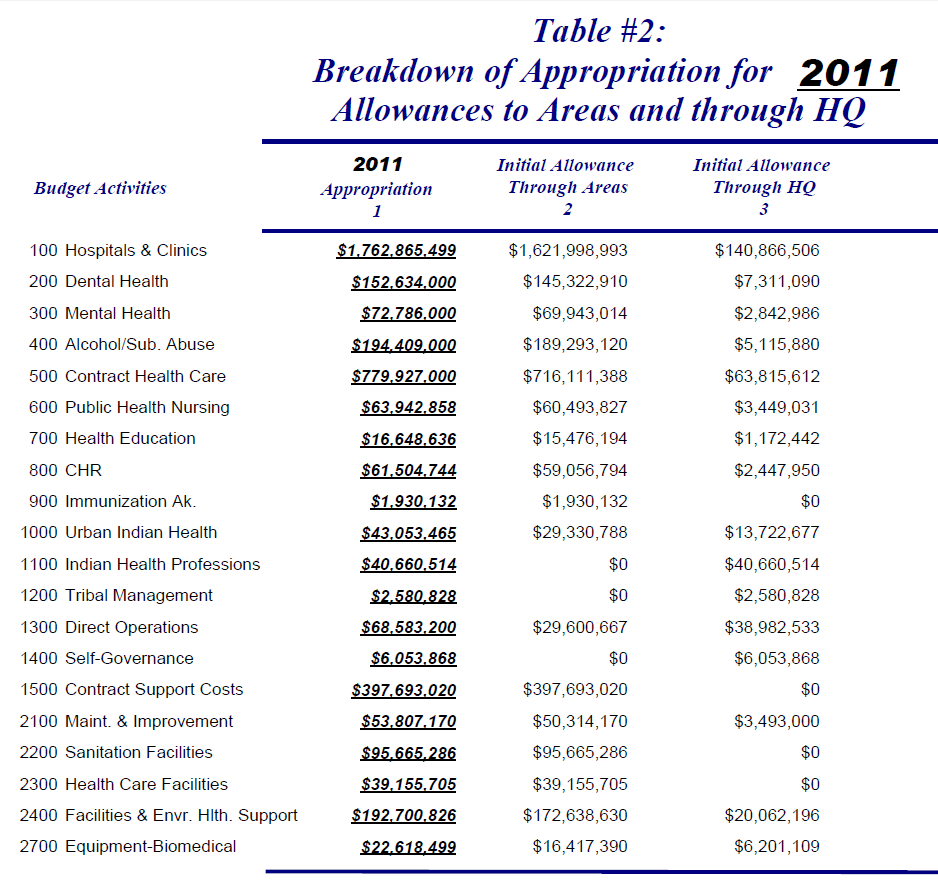 Table #2:
Breakdown of Appropriation for 2011
Allowances to Areas and through HQ
Budget Activities
2011 Appropriation 1
Initial Allowance Through Areas 2
Initial Allowance Through HQ 3
100 Hospitals & Clinics $1,762,865,499 $1,621,998,993 $140,866,506
200 Dental Health $152,634,000 $145,322,910 $7,311,090
300 Mental Health $72,786,000 $69,943,014 $2,842,986
400 Alcohol/Sub. Abuse $194,409,000 $189,293,120 $5,115,880
500 Contract Health Care $779,927,000 $716,111,388 $63,815,612
600 Public Health Nursing $63,942,858 $60,493,827 $3,449,031
700 Health Education $16,648,636 $15,476,194 $1,172,442
800 CHR $61,504,744 $59,056,794 $2,447,950
900 Immunization Ak. $1,930,132 $1,930,132 $0
1000 Urban Indian Health $43,053,465 $29,330,788 $13,722,677
1100 Indian Health Professions $40,660,514 $0 $40,660,514
1200 Tribal Management $2,580,828 $0 $2,580,828
1300 Direct Operations $68,583,200 $29,600,667 $38,982,533
1400 Self-Governance $6,053,868 $0 $6,053,868
1500 Contract Support Costs $397,693,020 $397,693,020 $0
2100 Maint. & Improvement $53,807,170 $50,314,170 $3,493,000
2200 Sanitation Facilities $95,665,286 $95,665,286 $0
2300 Health Care Facilities $39,155,705 $39,155,705 $0
2400 Facilities & Envr. Hlth. Support $192,700,826 $172,638,630 $20,062,196
2700 Equipment-Biomedical $22,618,499 $16,417,390 $6,201,109